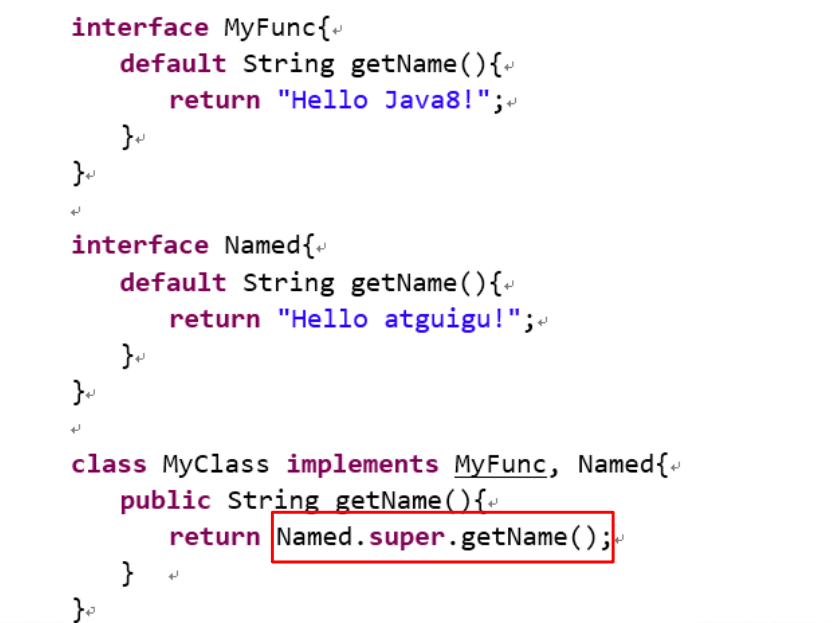 interface MyFunc{
default String getName(){
return "Hello Java8!";
}
}
interface Named{
default String getName(){
return "Hello atguigu!";
}
}
class MyClass implements MyFunc, Named{
public String getName(){
return Named.super.getName();
}
}